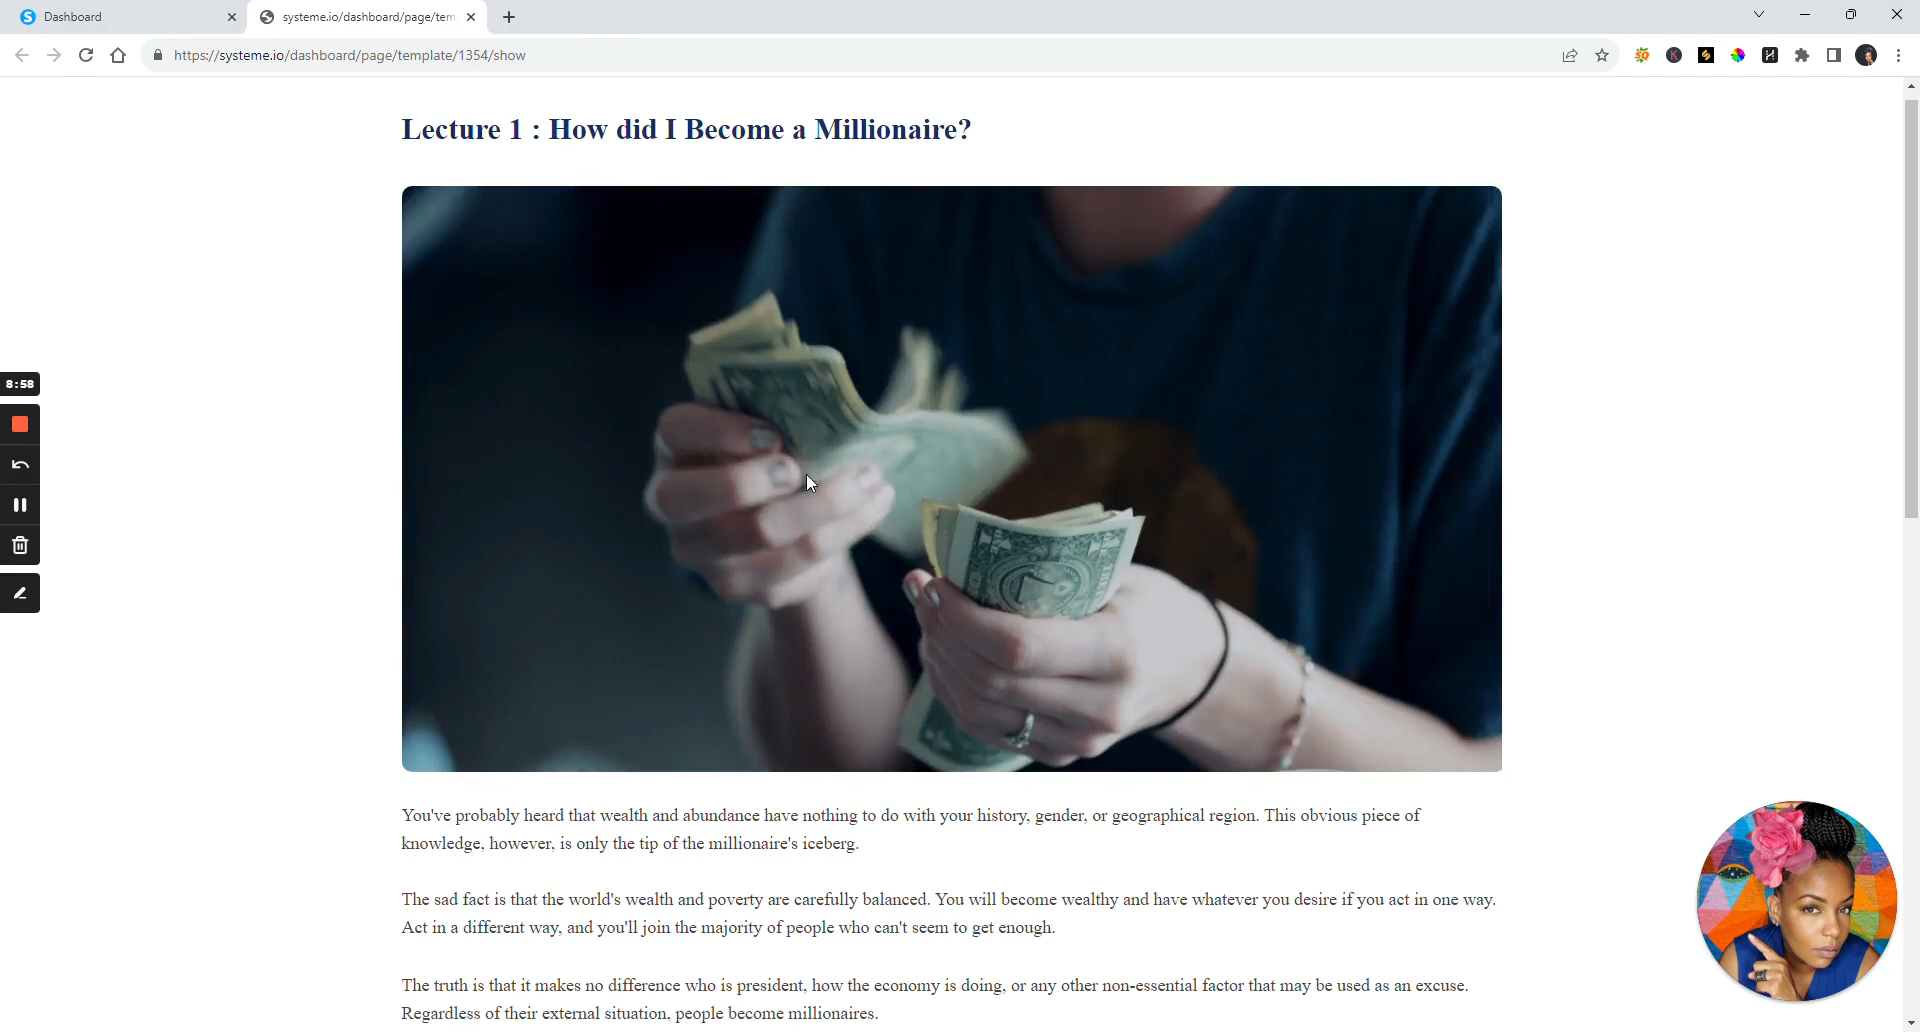 Dashboard
systeme.io/dashboard/page/tem
https://systeme.io/dashboard/page/template/1354/show
Lecture 1 : How did I Become a Millionaire?
8:58
You've probably heard that wealth and abundance have nothing to do with your history, gender, or geographical region. This obvious piece of
knowledge, however, is only the tip of the millionaire's iceberg.
The sad fact is that the world's wealth and poverty are carefully balanced. You will become wealthy and have whatever you desire if you act in one way.
Act in a different way, and you'll join the majority of people who can't seem to get enough.
The truth is that it makes no difference who is president, how the economy is doing, or any other non-essential factor that may be used as an excuse.
Regardless of their external situation, people become millionaires.